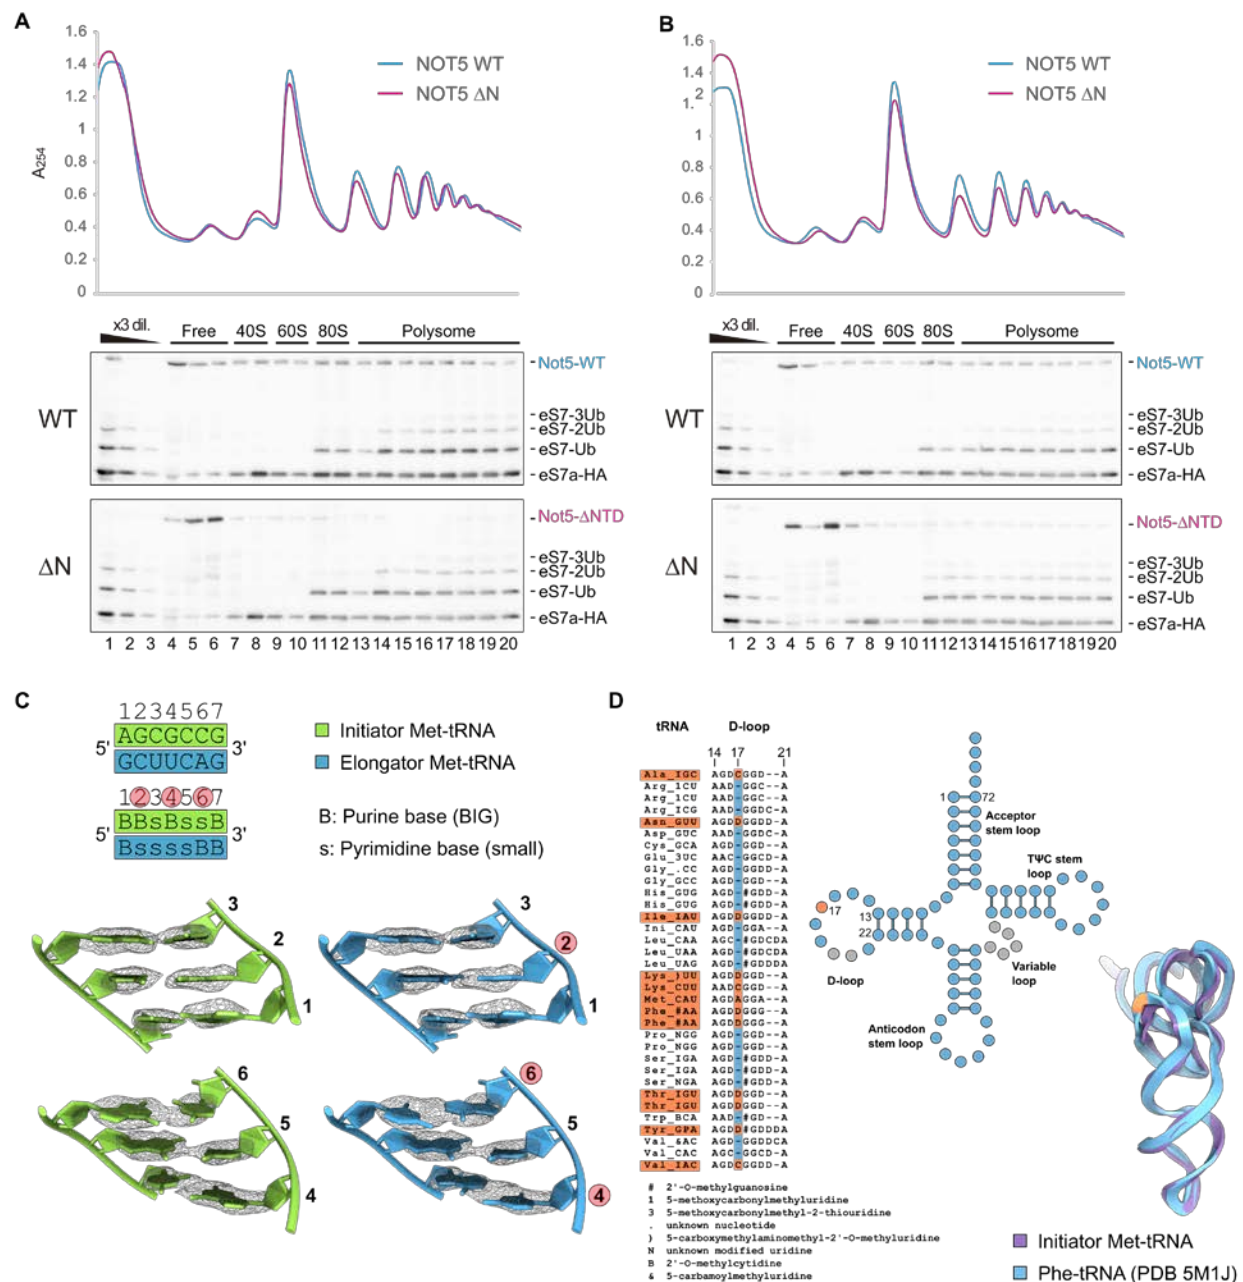 A
1.6
1.4
1.2
1
0.8
0.6
0.4
0.2
0
A254
NOT5 WT
NOT5 ΔN
x3 dil.
Free
40S
60S
80S
Polysome
WT
Not5-WT
eS7-3Ub
eS7-2Ub
eS7-Ub
eS7a-HA
ΔN
Not5-ΔNTD
eS7-3Ub
eS7-2Ub
eS7-Ub
eS7a-HA
1 2 3 4 5 6 7 8 9 10 11 12 13 14 15 16 17 18 19 20
B
1.6
1.4
1.2
2
1
0.8
0.6
0.4
0.2
0
NOT5 WT
NOT5 ΔN
x3 dil.
Free
40S
60S
80S
Polysome
WT
Not5-WT
eS7-3Ub
eS7-2Ub
eS7-Ub
eS7a-HA
ΔN
Not5-ΔNTD
eS7-3Ub
eS7-2Ub
eS7-Ub
eS7a-HA
1 2 3 4 5 6 7 8 9 10 11 12 13 14 15 16 17 18 19 20
C
1234567
5' AGCGCCG 3'
GCUUCAG
1234567
5' BBsBssB 3'
BssssBB
Initiator Met-tRNA
Elongator Met-tRNA
B: Purine base (BIG)
s: Pyrimidine base (small)
3
2
1
3
2
1
6
5
4
6
5
4
D
tRNA D-loop
14 17 21
Ala_IGC AGDCGGD--A
Arg_1CU AAD-GGC--A
Arg_1CU AAD-GGC--A
Arg_ICG AAD-GGDC-A
Asn_GUU AGDDGGDD-A
Asp_GUC AAD-GGDD-A
Cys_GCA AGD-GGD--A
Glu_3UC AAC-GGCD-A
Gly_.CC AGD-GGDD-A
Gly_GCC AGD-GGD--A
His_GUG AGD-#GDD-A
His_GUG AGD-#GDD-A
Ile_IAU AGDDGGDD-A
Ini_CAU AGD-GGA--A
Leu_CAA AGC-#GDCDA
Leu_UAA AGD-#GDDDA
Leu_UAG AGD-#GDDDA
Lys_)UU AGDDGGDD-A
Lys_CUU AGDCGGDD-A
Met_CAU AGDAGGA--A
Phe_#AA AGDDGGG--A
Phe_#AA AGDDGGG--A
Pro_NGG AGD-GGD--A
Pro_NGG AGD-GGD--A
Ser_IGA AGD-#GDD-A
Ser_CGA AGD-#GDD-A
Ser_NGA AGD-#GDD-A
Thr_IGU AGDDGGDD-A
Thr_IGU AGDDGGDD-A
Trp_BCA AAD-#GD--A
Tyr_GPA AGDD#GDDDA
Val_&AC AGD-GGDDCA
Val_CAC AGC-GGCD-A
Val_IAC AGDCGGDD-A
# 2'-O-methylguanosine
1 5-methoxycarbonylmethyluridine
3 5-methoxycarbonylmethyl-2-thiouridine
. unknown nucleotide
) 5-carboxymethylaminomethyl-2'-O-methyluridine
N unknown modified uridine
B 2'-O-methylcytidine
& 5-carbamoylmethyluridine
1
72
Acceptor
stem loop
TΨC stem
loop
17
13
22
D-loop
Variable
loop
Anticodon
stem loop
Initiator Met-tRNA
Phe-tRNA (PDB 5M1J)